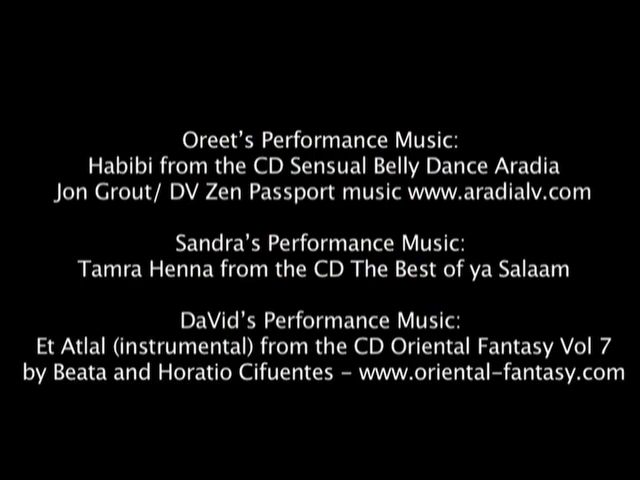 Oreet's Performance Music:
Habibi from the CD Sensual Belly Dance Aradia
Jon Grout/ DV Zen Passport music www.aradialv.com
Sandra's Performance Music:
Tamra Henna from the CD The Best of ya Salaam
DaVid's Performance Music:
Et Atlal (instrumental) from the CD Oriental Fantasy Vol 7
by Beata and Horatio Cifuentes - www.oriental-fantasy.com